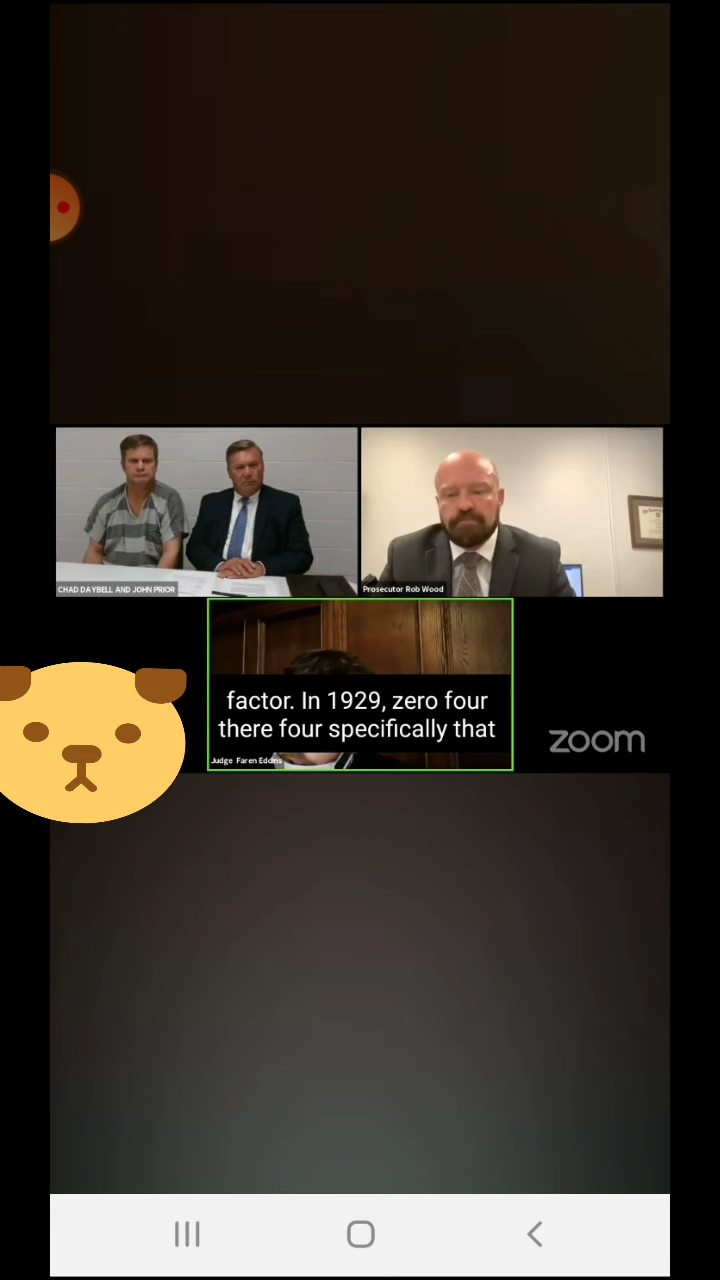 CHAD DAYBELL AND JOHN PRIOR
Prosecutor Rob Wood
factor. In 1929, zero four
there four specifically that
Judge Faren Eddins
zoom